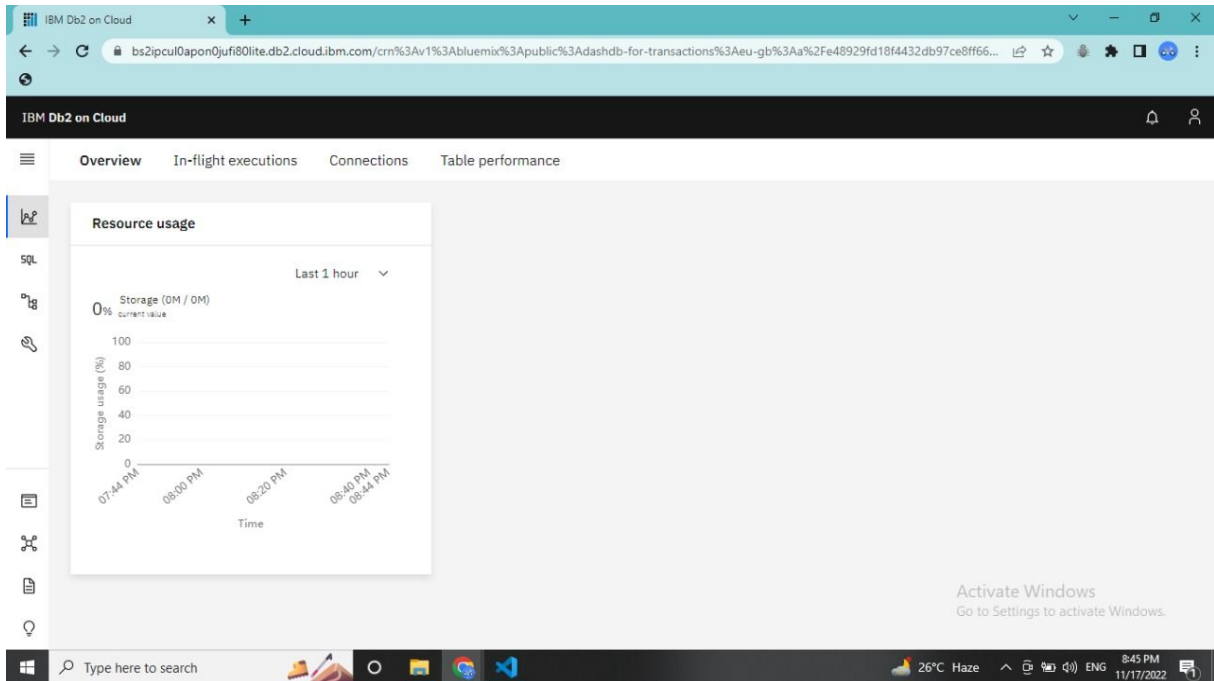 IBM Db2 on Cloud
bs2ipcul0apon0jufi80lite.db2.cloud.ibm.com/crn%3Av1%3Abluemix%3Apublic%3Adashdb-for-transactions%3Aeu-gb%3Aa%2Fe48929fd18f4432db97ce8ff66...
IBM Db2 on Cloud
Overview In-flight executions Connections Table performance
Resource usage
SQL
Last 1 hour
0% Storage (0M / 0M)
current value
100
80
60
40
20
0
Storage usage (%)
07:44 PM 08:00 PM 08:20 PM 08:40 PM 08:44 PM
Time
Activate Windows
Go to Settings to activate Windows.
Type here to search
26°C Haze
ENG
8:45 PM
11/17/2022
1